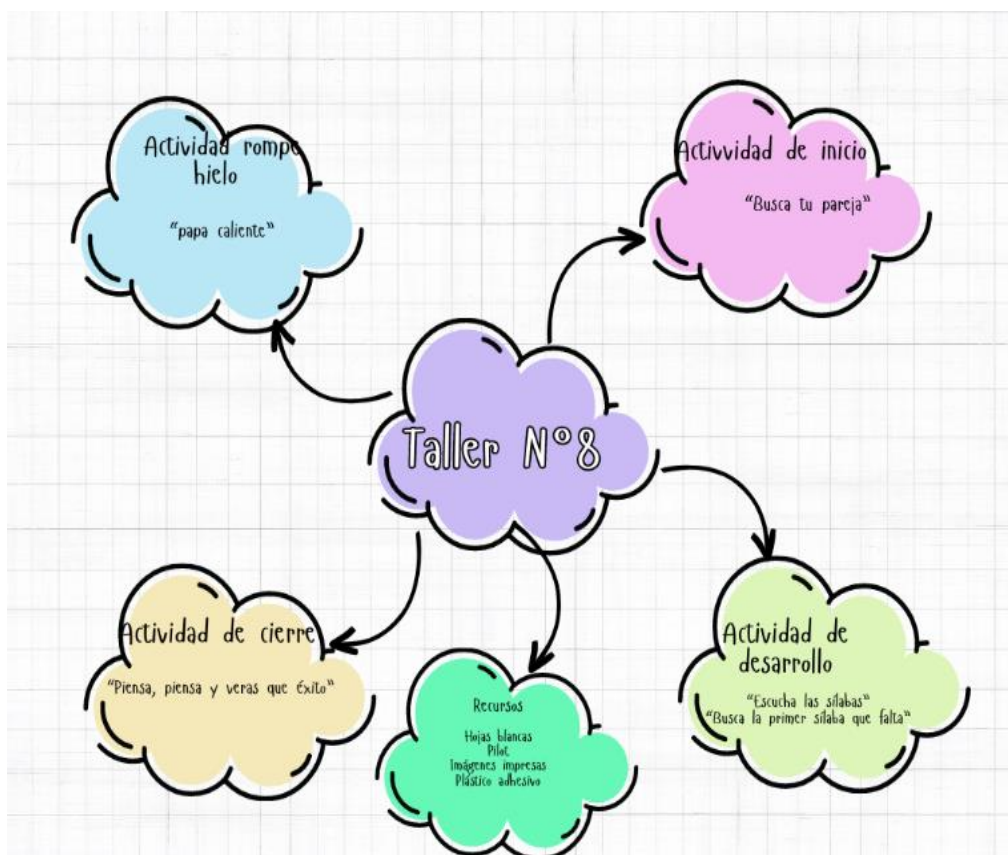 Actividad rompe
hielo
“papa caliente”
Activvidad de inicio
“Busca tu pareja”
Taller N°8
Actividad de cierre
“Piensa, piensa y veras que éxito”
Recursos
Hojas blancas
Pilot
Imágenes impresas
Plástico adhesivo
Actividad de
desarrollo
“Escucha las sílabas”
“Busca la primer sílaba que falta”